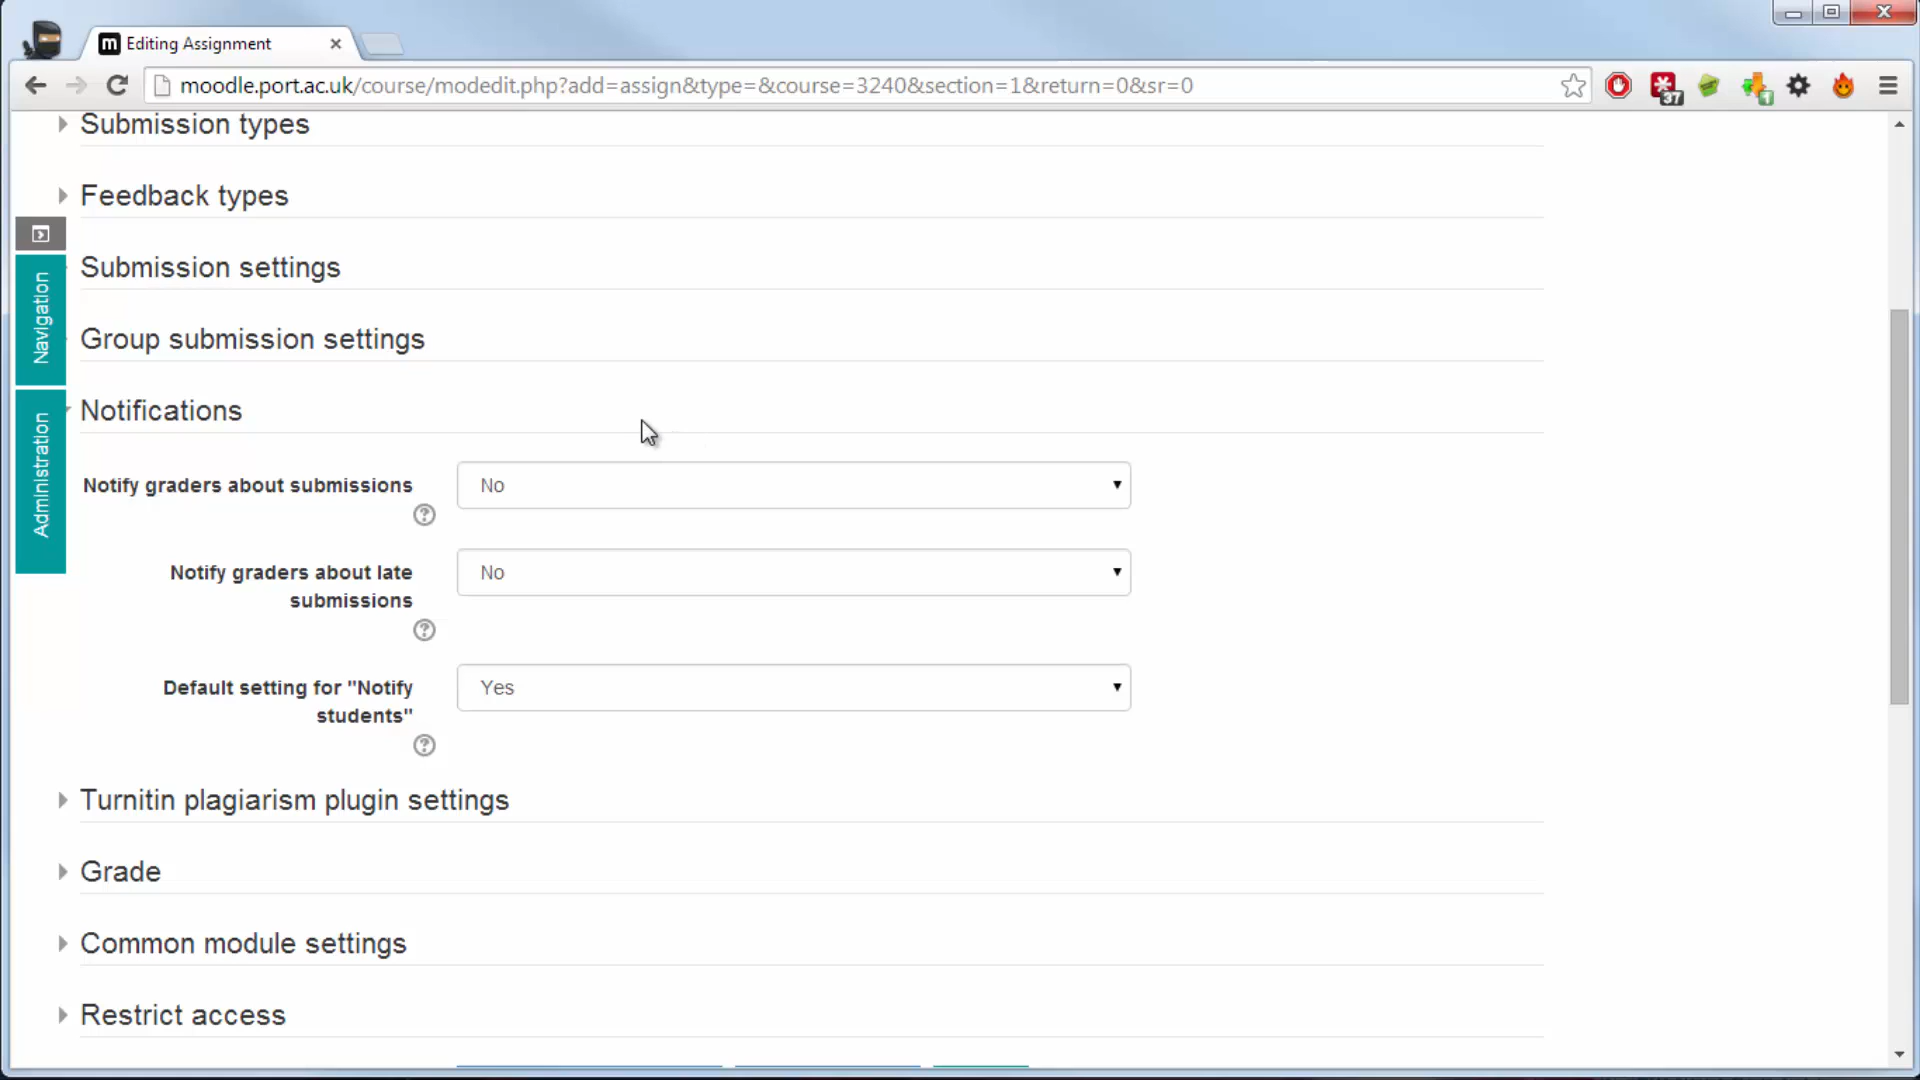 Editing Assignment
moodle.port.ac.uk/course/modedit.php?add=assign&type=&course=3240&section=1&return=0&sr=0
37
1
Submission types
Feedback types
Submission settings
Navigation
Group submission settings
Administration
Notifications
Notify graders about submissions
No
Notify graders about late
submissions
No
Default setting for "Notify
students"
Yes
Turnitin plagiarism plugin settings
Grade
Common module settings
Restrict access